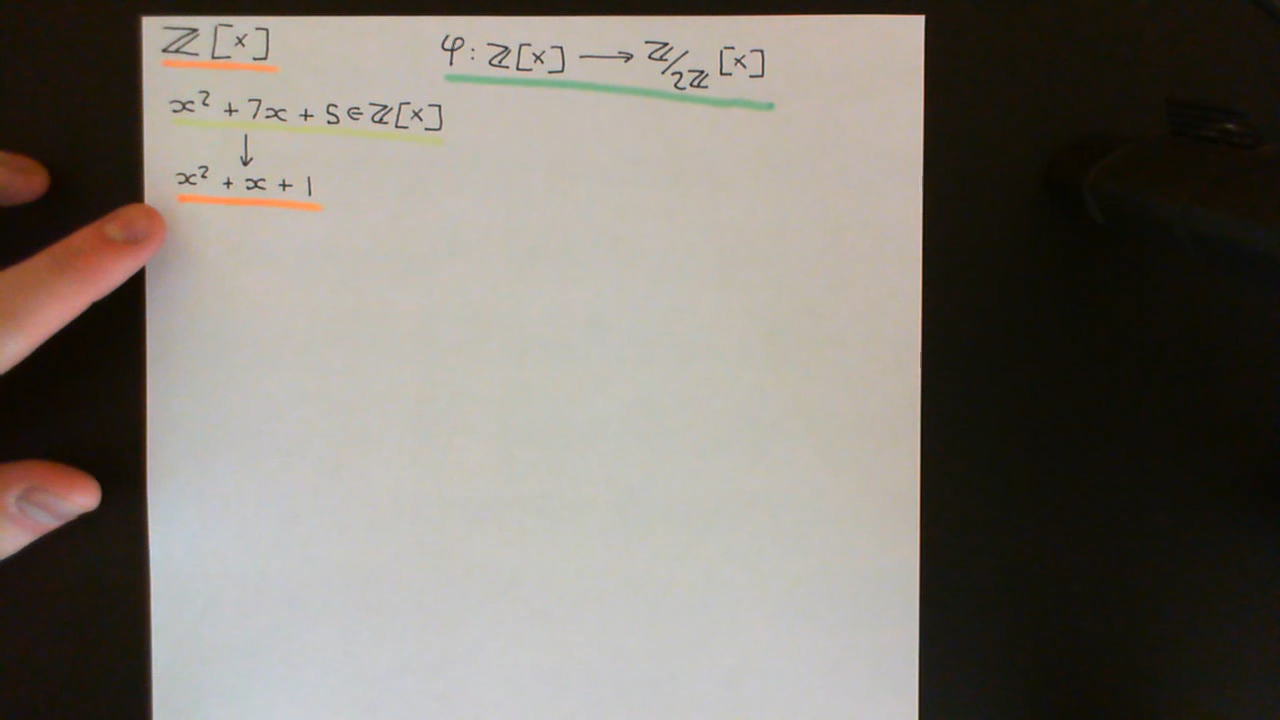 ℤ[x]
φ: ℤ[x] ⟶ ℤ/2ℤ [x]
x² + 7x + 5 ∈ ℤ[x]
↓
x² + x + 1